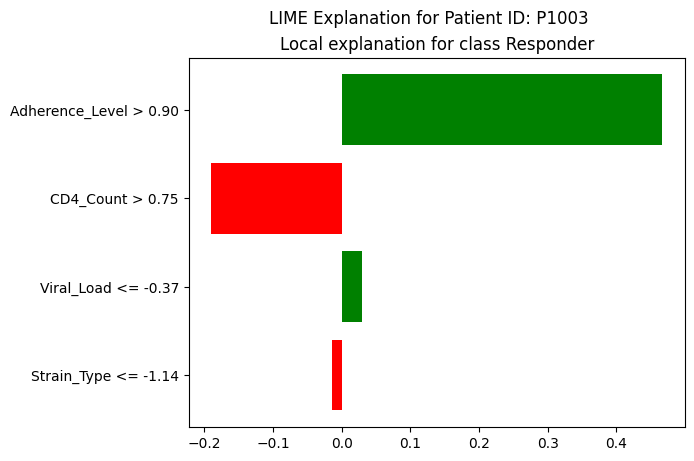 LIME Explanation for Patient ID: P1003
Local explanation for class Responder
Adherence_Level > 0.90
CD4_Count > 0.75
Viral_Load <= -0.37
Strain_Type <= -1.14
−0.2 −0.1 0.0 0.1 0.2 0.3 0.4